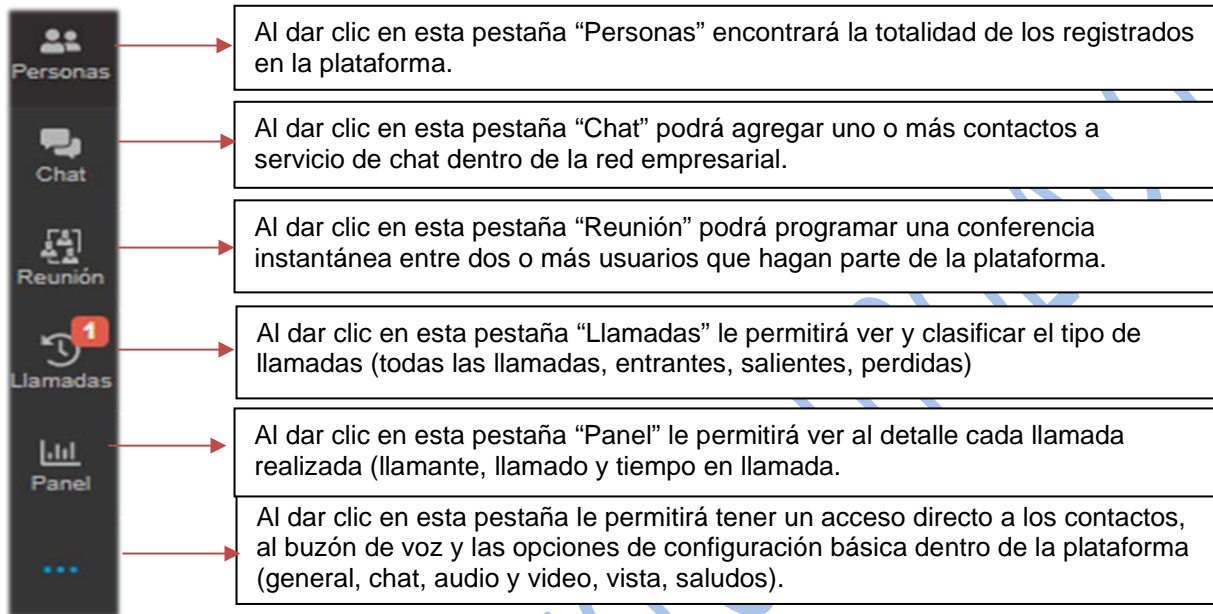 Personas
Al dar clic en esta pestaña “Personas” encontrará la totalidad de los registrados
en la plataforma.
Chat
Al dar clic en esta pestaña “Chat” podrá agregar uno o más contactos a
servicio de chat dentro de la red empresarial.
Reunión
Al dar clic en esta pestaña “Reunión” podrá programar una conferencia
instantánea entre dos o más usuarios que hagan parte de la plataforma.
1
Llamadas
Al dar clic en esta pestaña “Llamadas” le permitirá ver y clasificar el tipo de
llamadas (todas las llamadas, entrantes, salientes, perdidas)
Panel
Al dar clic en esta pestaña “Panel” le permitirá ver al detalle cada llamada
realizada (llamante, llamado y tiempo en llamada.
Al dar clic en esta pestaña le permitirá tener un acceso directo a los contactos,
al buzón de voz y las opciones de configuración básica dentro de la plataforma
(general, chat, audio y video, vista, saludos).